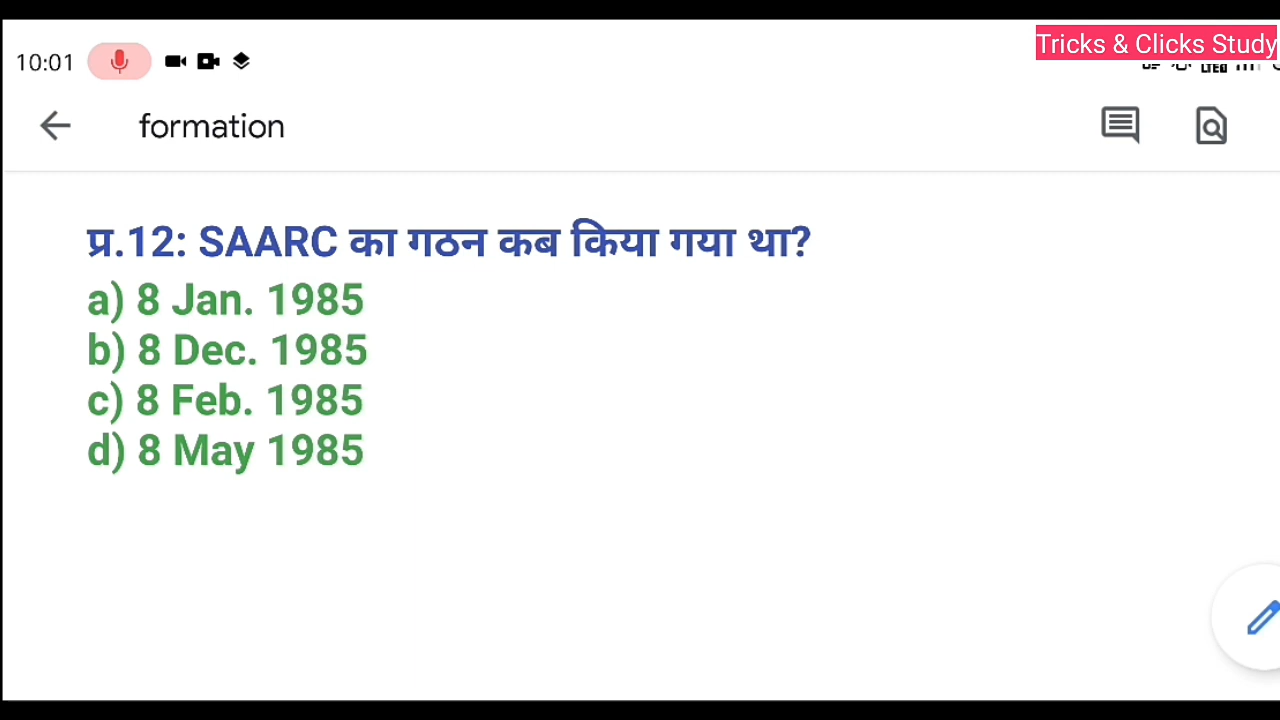 Tricks & Clicks Study
10:01
formation
प्र.12: SAARC का गठन कब किया गया था?
a) 8 Jan. 1985
b) 8 Dec. 1985
c) 8 Feb. 1985
d) 8 May 1985